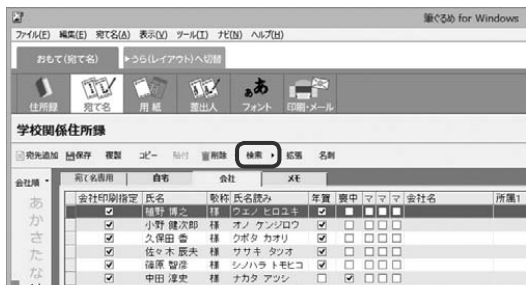 筆ぐるめ for Windows
ファイル(F) 編集(E) 宛て名(A) 表示(V) ツール(T) ナビ(N) ヘルプ(H)
おもて(宛て名) ▶うら(レイアウト)へ切替
住所録 宛て名 用紙 差出人 フォント 印刷・メール
学校関係住所録
宛先追加 保存 複製 コピー 貼付 削除 検索 ▶ 拡張 名刺
会社順 宛て名専用 自宅 会社 メモ
会社印刷指定 氏名 敬称 氏名読み 年賀 喪中 マ マ マ 会社名 所属1
あ 植野 博之 様 ウエノ ヒロユキ
か 小野 健次郎 様 オノ ケンジロウ
さ 久保田 香 様 クボタ カオリ
た 佐々木 辰夫 様 ササキ タツオ
な 篠原 智彦 様 シノハラ トモヒコ
は 中田 淳史 様 ナカタ アツシ